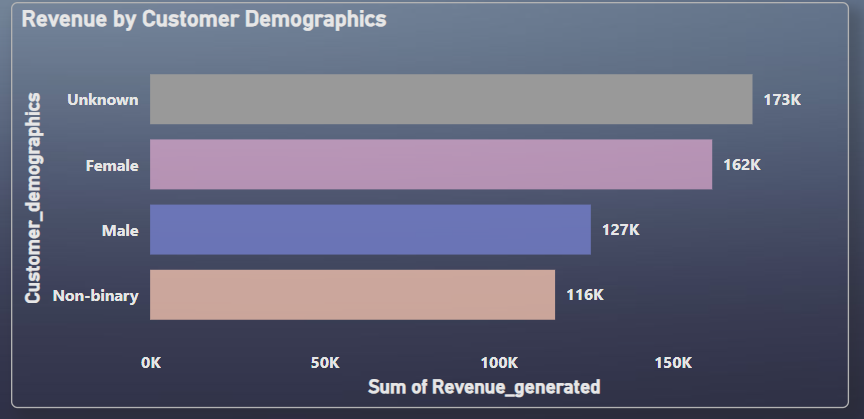 Revenue by Customer Demographics
Customer_demographics
Unknown 173K
Female 162K
Male 127K
Non-binary 116K
0K 50K 100K 150K
Sum of Revenue_generated